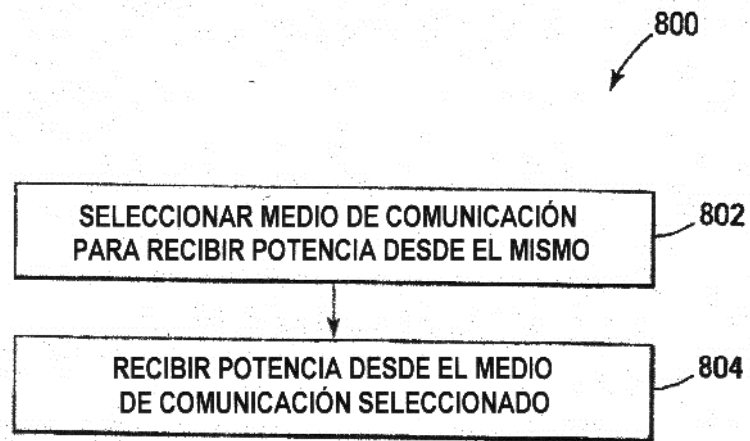 800
SELECCIONAR MEDIO DE COMUNICACIÓN
PARA RECIBIR POTENCIA DESDE EL MISMO
802
RECIBIR POTENCIA DESDE EL MEDIO
DE COMUNICACIÓN SELECCIONADO
804